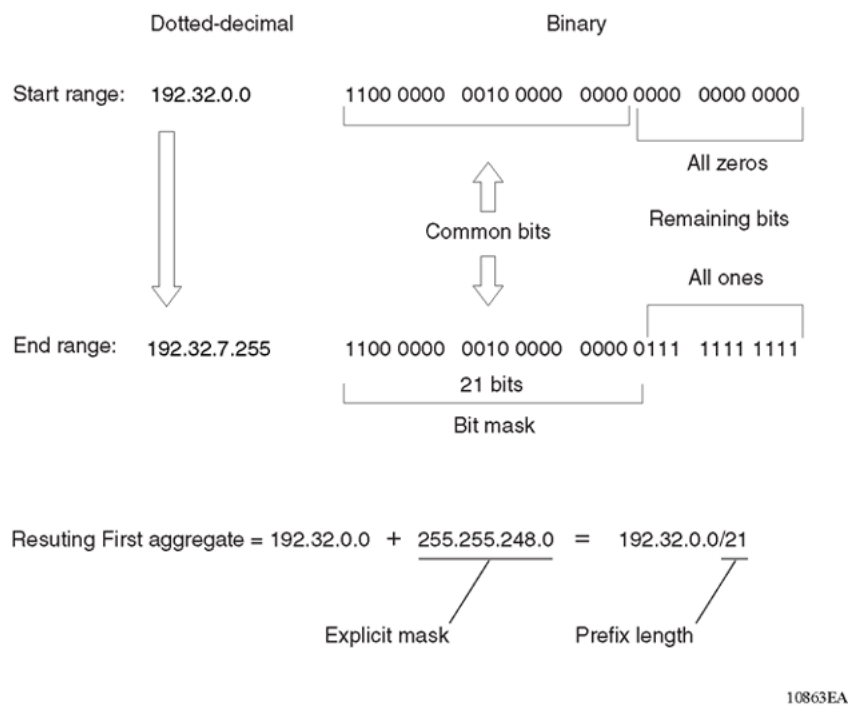 Dotted-decimal Binary
Start range: 192.32.0.0 1100 0000 0010 0000 0000 0000 0000 0000
All zeros
Common bits Remaining bits
All ones
End range: 192.32.7.255 1100 0000 0010 0000 0000 0111 1111 1111
21 bits
Bit mask
Resuting First aggregate = 192.32.0.0 + 255.255.248.0 = 192.32.0.0/21
Explicit mask Prefix length
10863EA